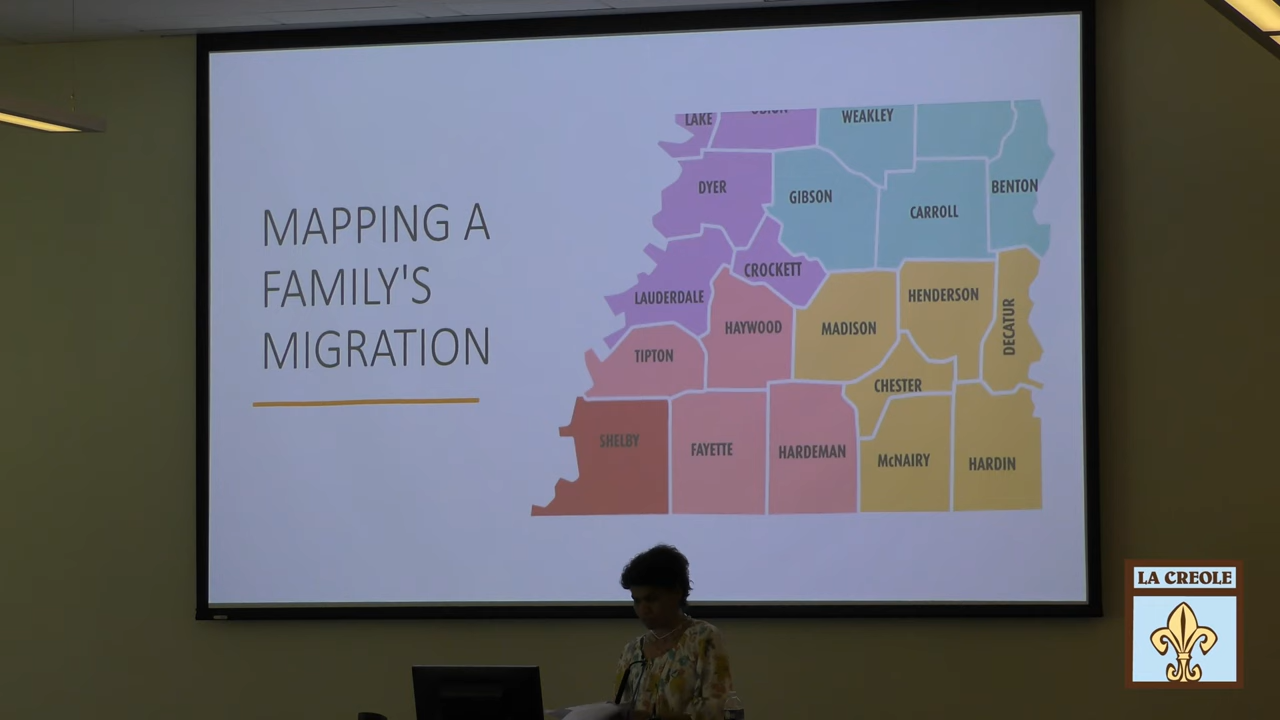 MAPPING A
FAMILY'S
MIGRATION
LAKE
WEAKLEY
DYER
GIBSON
CARROLL
BENTON
CROCKETT
LAUDERDALE
HAYWOOD
MADISON
HENDERSON
DECATUR
TIPTON
CHESTER
SHELBY
FAYETTE
HARDEMAN
McNAIRY
HARDIN
LA CREOLE